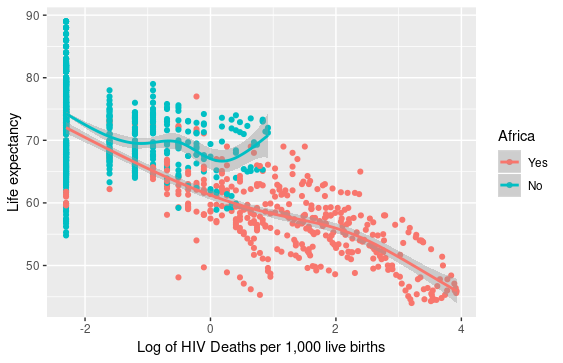 90
80
70
60
50
Life expectancy
-2
0
2
4
Log of HIV Deaths per 1,000 live births
Africa
Yes
No